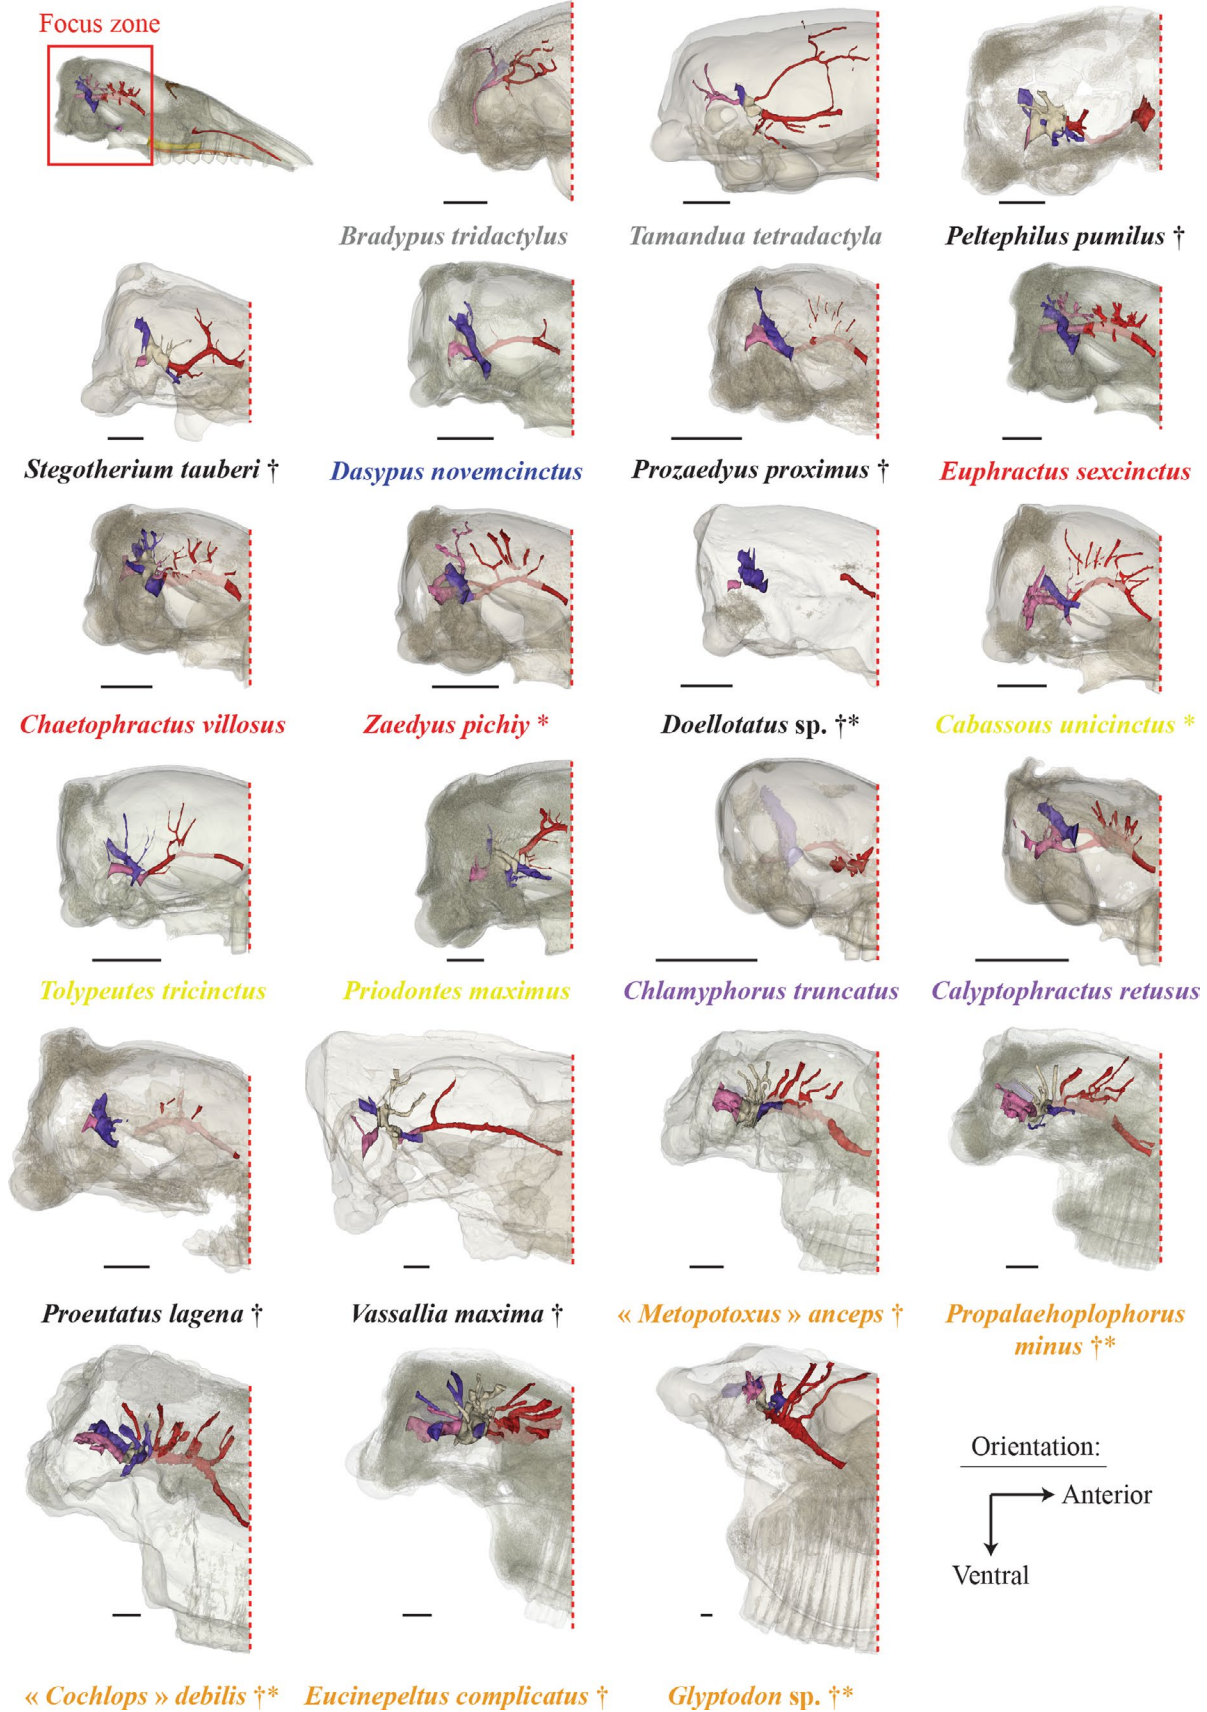 Focus zone
Bradypus tridactylus
Tamandua tetradactyla
Peltephilus pumilus †
Stegotherium tauberi †
Dasypus novemcinctus
Prozaedyus proximus †
Euphractus sexcinctus
Chaetophractus villosus
Zaedyus pichiy *
Doellotatus sp. †*
Cabassous unicinctus *
Tolypeutes tricinctus
Priodontes maximus
Chlamyphorus truncatus
Calyptophractus retusus
Proeutatus lagena †
Vassallia maxima †
« Metopotoxus » anceps †
Propalaehoplophorus
minus †*
« Cochlops » debilis †*
Eucinepeltus complicatus †
Glyptodon sp. †*
Orientation:
Anterior
Ventral